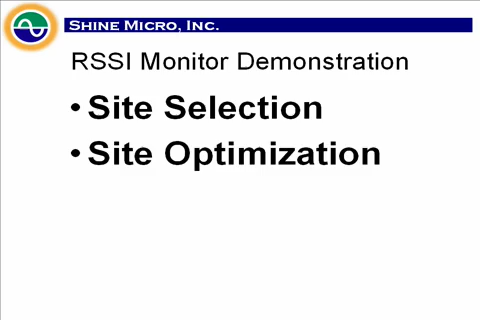 Shine Micro, Inc.
RSSI Monitor Demonstration
• Site Selection
• Site Optimization